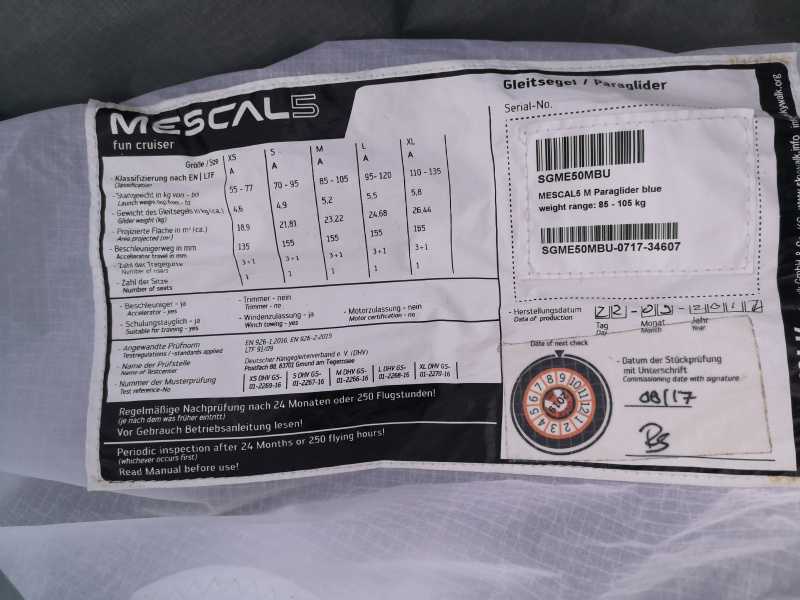 MESCAL5
fun cruiser
Größe / Size XS S M L XL
- Klassifizierung nach EN | LTF A A A A A
Classification
- Startgewicht in kg von - bis 55 - 77 70 - 95 85 - 105 95 - 120 110 - 135
Launch weight (kg) from - to
- Gewicht des Gleitsegels in kg (ca.) 4,6 4,9 5,2 5,5 5,8
Glider weight (kg)
- Projizierte Fläche in m² (ca.) 18,9 21,81 23,22 24,68 26,44
Area projected (m²)
- Beschleunigerweg in mm 135 155 155 155 165
Accelerator travel in mm
- Zahl der Tragegurte 3+1 3+1 3+1 3+1 3+1
Number of risers
- Zahl der Sitze 1 1 1 1 1
Number of seats
- Beschleuniger - ja - Trimmer - nein
Accelerator - yes - Trimmer - no
- Schulungstauglich - ja - Windenzulassung - ja - Motorzulassung - nein
Suitable for training - yes Winch towing - yes Motor certification - no
- Angewandte Prüfnorm EN 926-1:2016, EN 926-2:2015
Testregulations / -standards applied LTF 91/09
- Name der Prüfstelle Deutscher Hängegleiterverband e. V. (DHV)
Name of Testcenter Postfach 88, 83701 Gmund am Tegernsee
- Nummer der Musterprüfung XS DHV GS- S DHV GS- M DHV GS- L DHV GS- XL DHV GS-
Test reference-No 01-2269-16 01-2267-16 01-2266-16 01-2268-16 01-2270-16
Regelmäßige Nachprüfung nach 24 Monaten oder 250 Flugstunden!
(je nach dem was früher eintritt)
Vor Gebrauch Betriebsanleitung lesen!
Periodic inspection after 24 Months or 250 flying hours!
(whichever occurs first)
Read Manual before use!
Gleitsegel / Paraglider
Serial-No.
SGME50MBU
MESCAL5 M Paraglider blue
weight range: 85 - 105 kg
SGME50MBU-0717-34607
- Herstellungsdatum
Date of production
Tag Monat Jahr
Day Month Year
Date of next check
1 2 3 4 5 6 7 8 9 10 11 12
2019
- Datum der Stückprüfung
mit Unterschrift
Commissioning date with signature
08/17